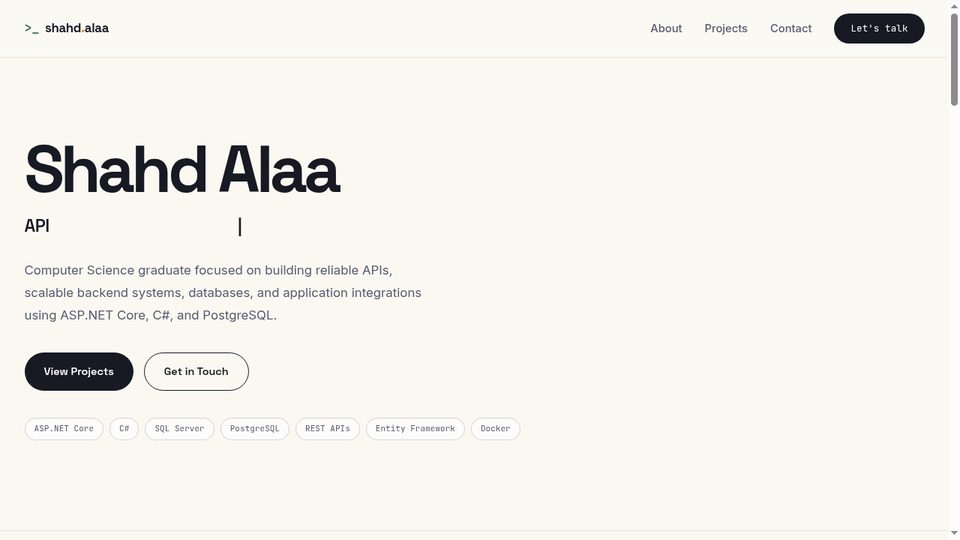 >_ shahd.alaa
About
Projects
Contact
Let's talk
Shahd Alaa
API |
Computer Science graduate focused on building reliable APIs,
scalable backend systems, databases, and application integrations
using ASP.NET Core, C#, and PostgreSQL.
View Projects
Get in Touch
ASP.NET Core
C#
SQL Server
PostgreSQL
REST APIs
Entity Framework
Docker